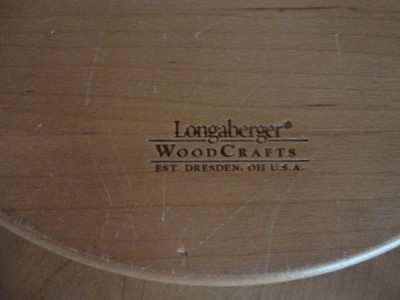 Longaberger®
WOODCRAFTS
EST. DRESDEN, OH U.S.A.